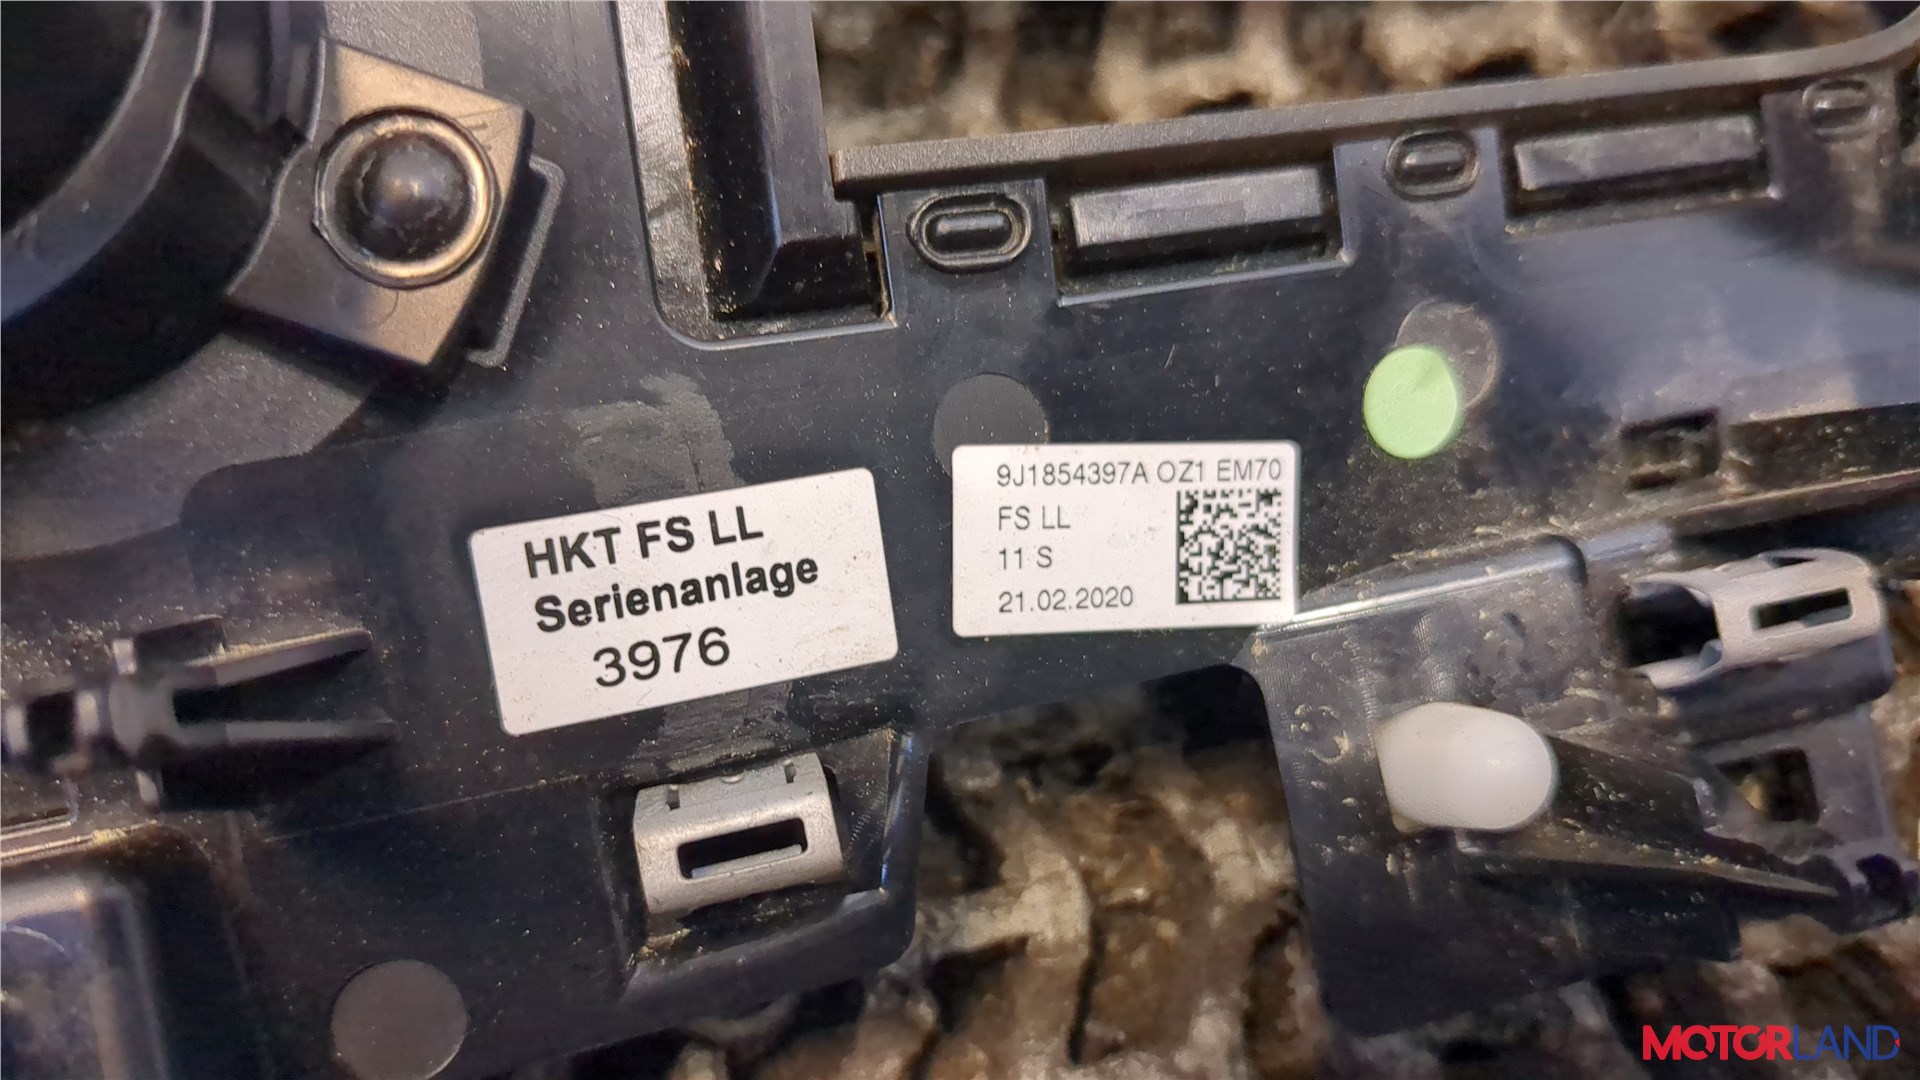 HKT FS LL
Serienanlage
3976
9J1854397A OZ1 EM70
FS LL
11 S
21.02.2020
MOTORLAND